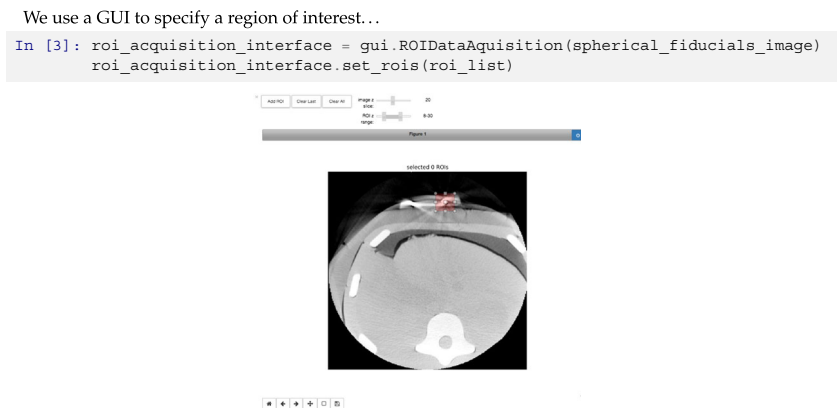 We use a GUI to specify a region of interest...
In [3]: roi_acquisition_interface = gui.ROIDataAquisition(spherical_fiducials_image)
roi_acquisition_interface.set_rois(roi_list)
Add ROI Clear Last Clear All image z slice: 20
ROI z range: 8-30
Figure 1
selected 0 ROIs